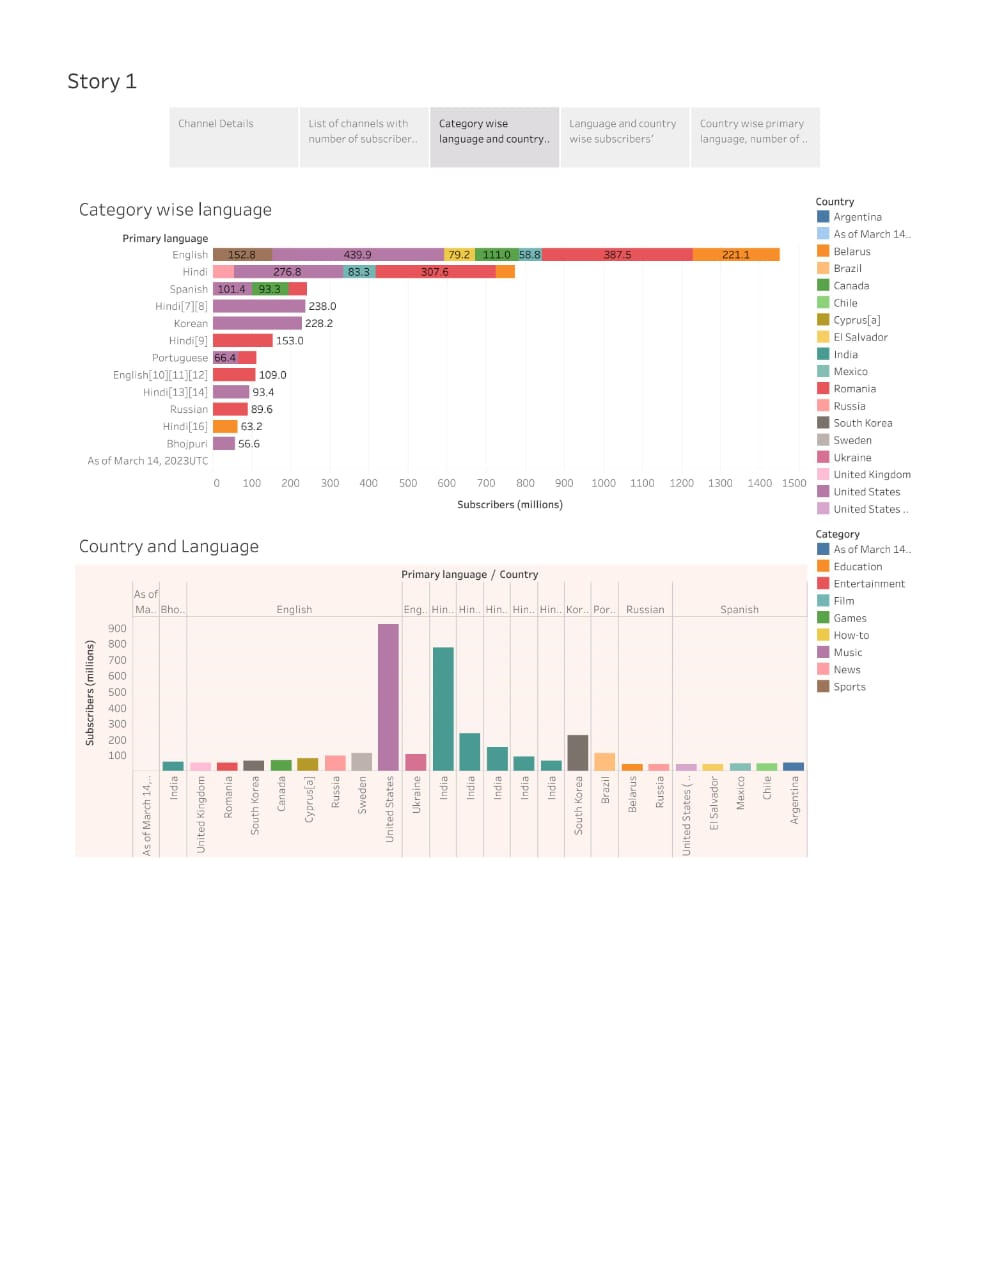 Story 1
Channel Details
List of channels with
number of subscriber..
Category wise
language and country..
Language and country
wise subscribers'
Country wise primary
language, number of ..
Category wise language
Primary language
English 152.8 439.9 79.2 111.0 58.8 387.5 221.1
Hindi 276.8 83.3 307.6
Spanish 101.4 93.3
Hindi[7][8] 238.0
Korean 228.2
Hindi[9] 153.0
Portuguese 66.4
English[10][11][12] 109.0
Hindi[13][14] 93.4
Russian 89.6
Hindi[16] 63.2
Bhojpuri 56.6
As of March 14, 2023UTC
0 100 200 300 400 500 600 700 800 900 1000 1100 1200 1300 1400 1500
Subscribers (millions)
Country
Argentina
As of March 14..
Belarus
Brazil
Canada
Chile
Cyprus[a]
El Salvador
India
Mexico
Romania
Russia
South Korea
Sweden
Ukraine
United Kingdom
United States
United States ..
Country and Language
Primary language / Country
As of
Ma.. Bho.. English Eng.. Hin.. Hin.. Hin.. Hin.. Hin.. Kor.. Por.. Russian Spanish
900
800
700
600
500
400
300
200
100
Subscribers (millions)
As of March 14,..
India
United Kingdom
Romania
South Korea
Canada
Cyprus[a]
Russia
Sweden
United States
Ukraine
India
India
India
India
India
South Korea
Brazil
Belarus
Russia
United States (..
El Salvador
Mexico
Chile
Argentina
Category
As of March 14..
Education
Entertainment
Film
Games
How-to
Music
News
Sports